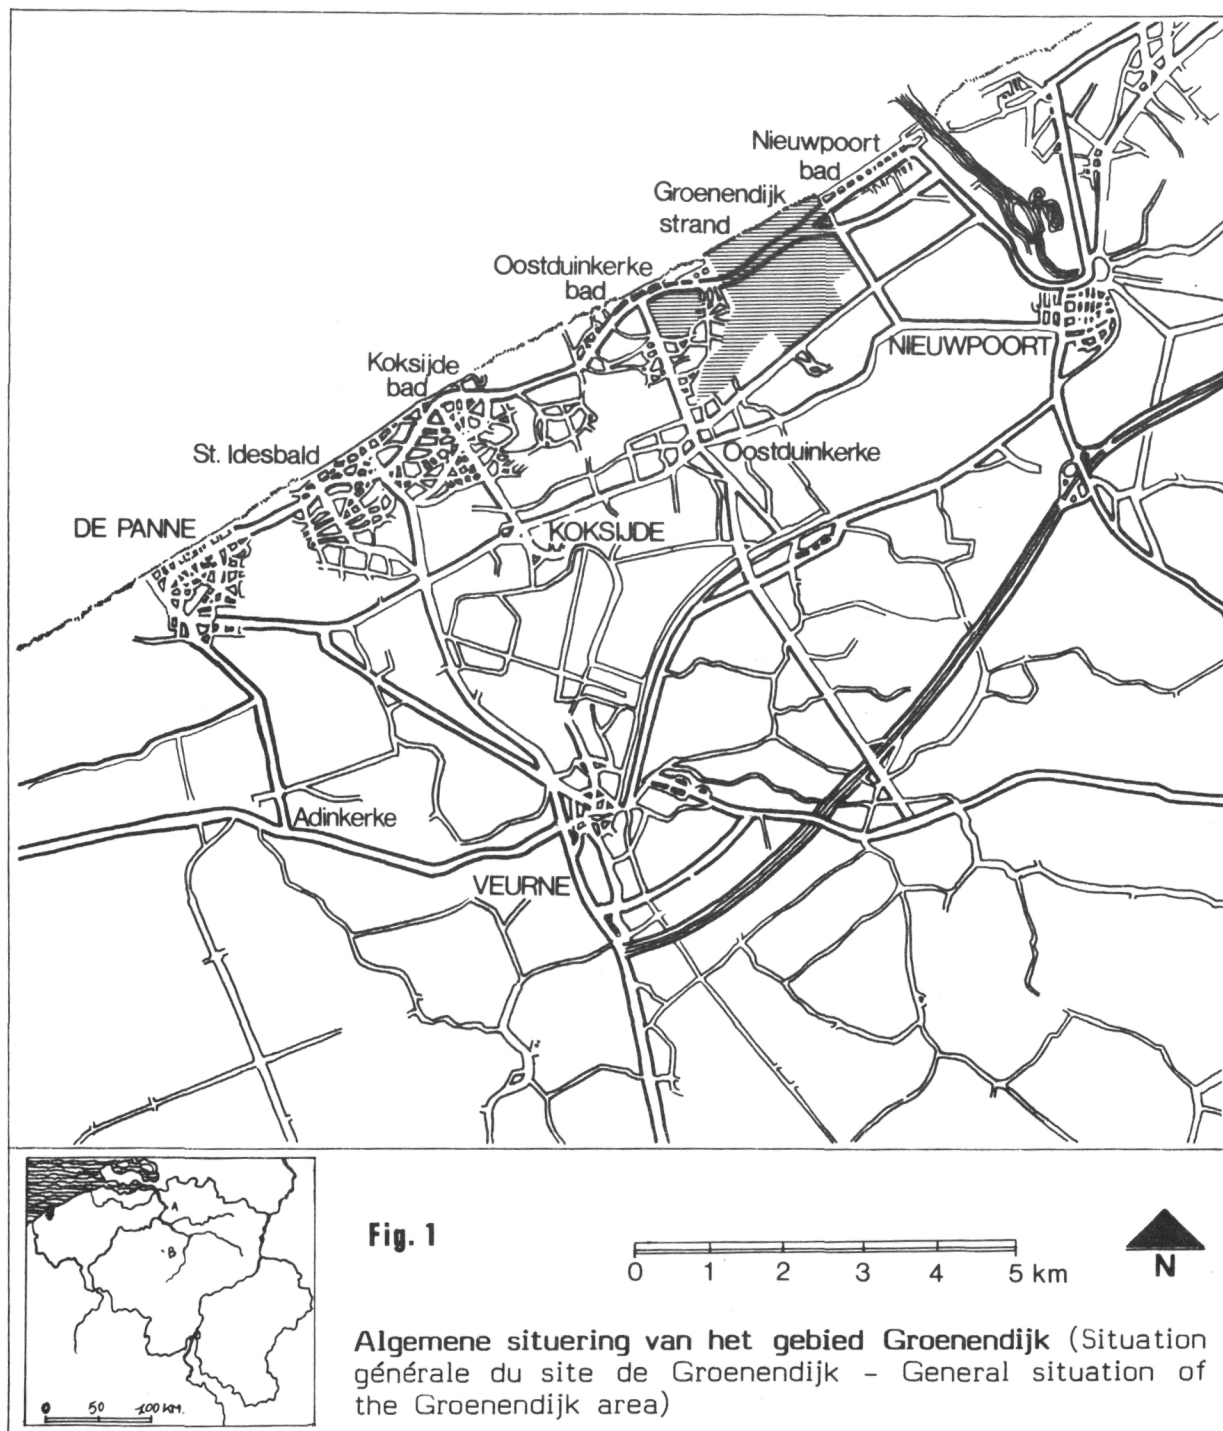 Nieuwpoort
bad
Groenendijk
strand
Oostduinkerke
bad
NIEUWPOORT
Koksijde
bad
St. Idesbald
Oostduinkerke
DE PANNE
KOKSIJDE
Adinkerke
VEURNE
A
B
0 50 100 KM.
Fig. 1
0 1 2 3 4 5 km
N
Algemene situering van het gebied Groenendijk (Situation
générale du site de Groenendijk – General situation of
the Groenendijk area)